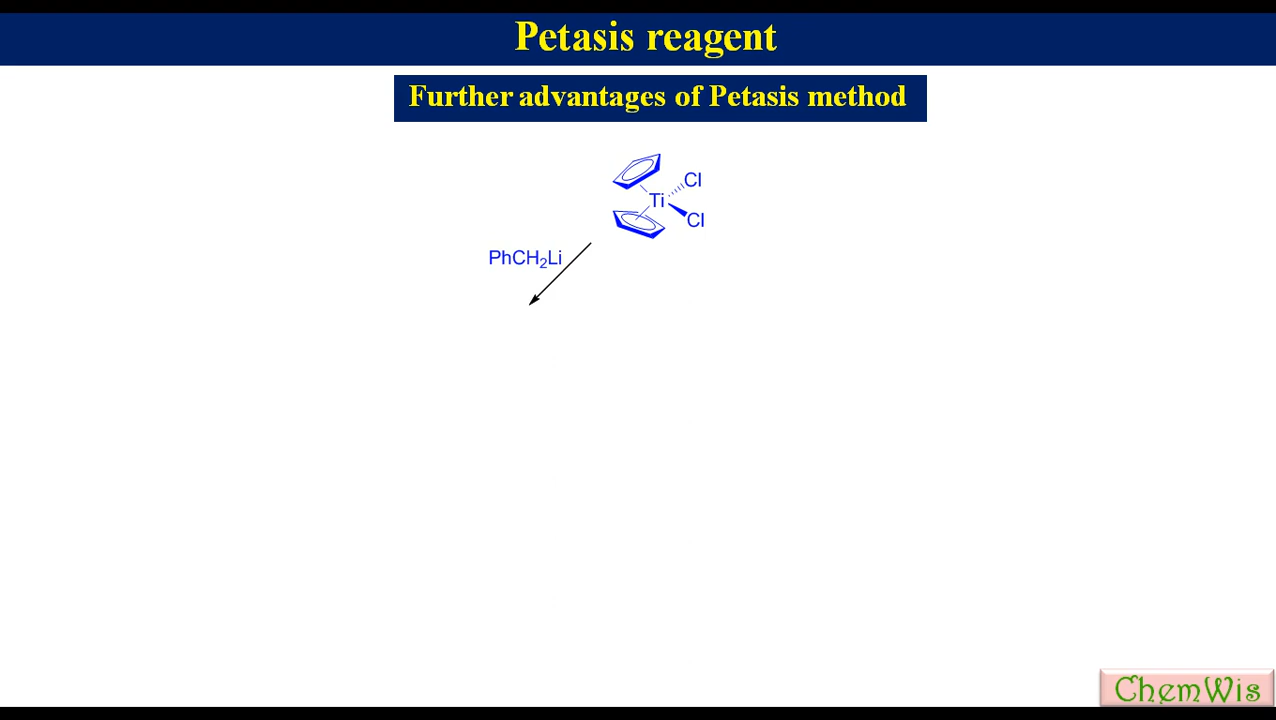 Petasis reagent
Further advantages of Petasis method
Cl
Ti
Cl
PhCH₂Li
ChemWis